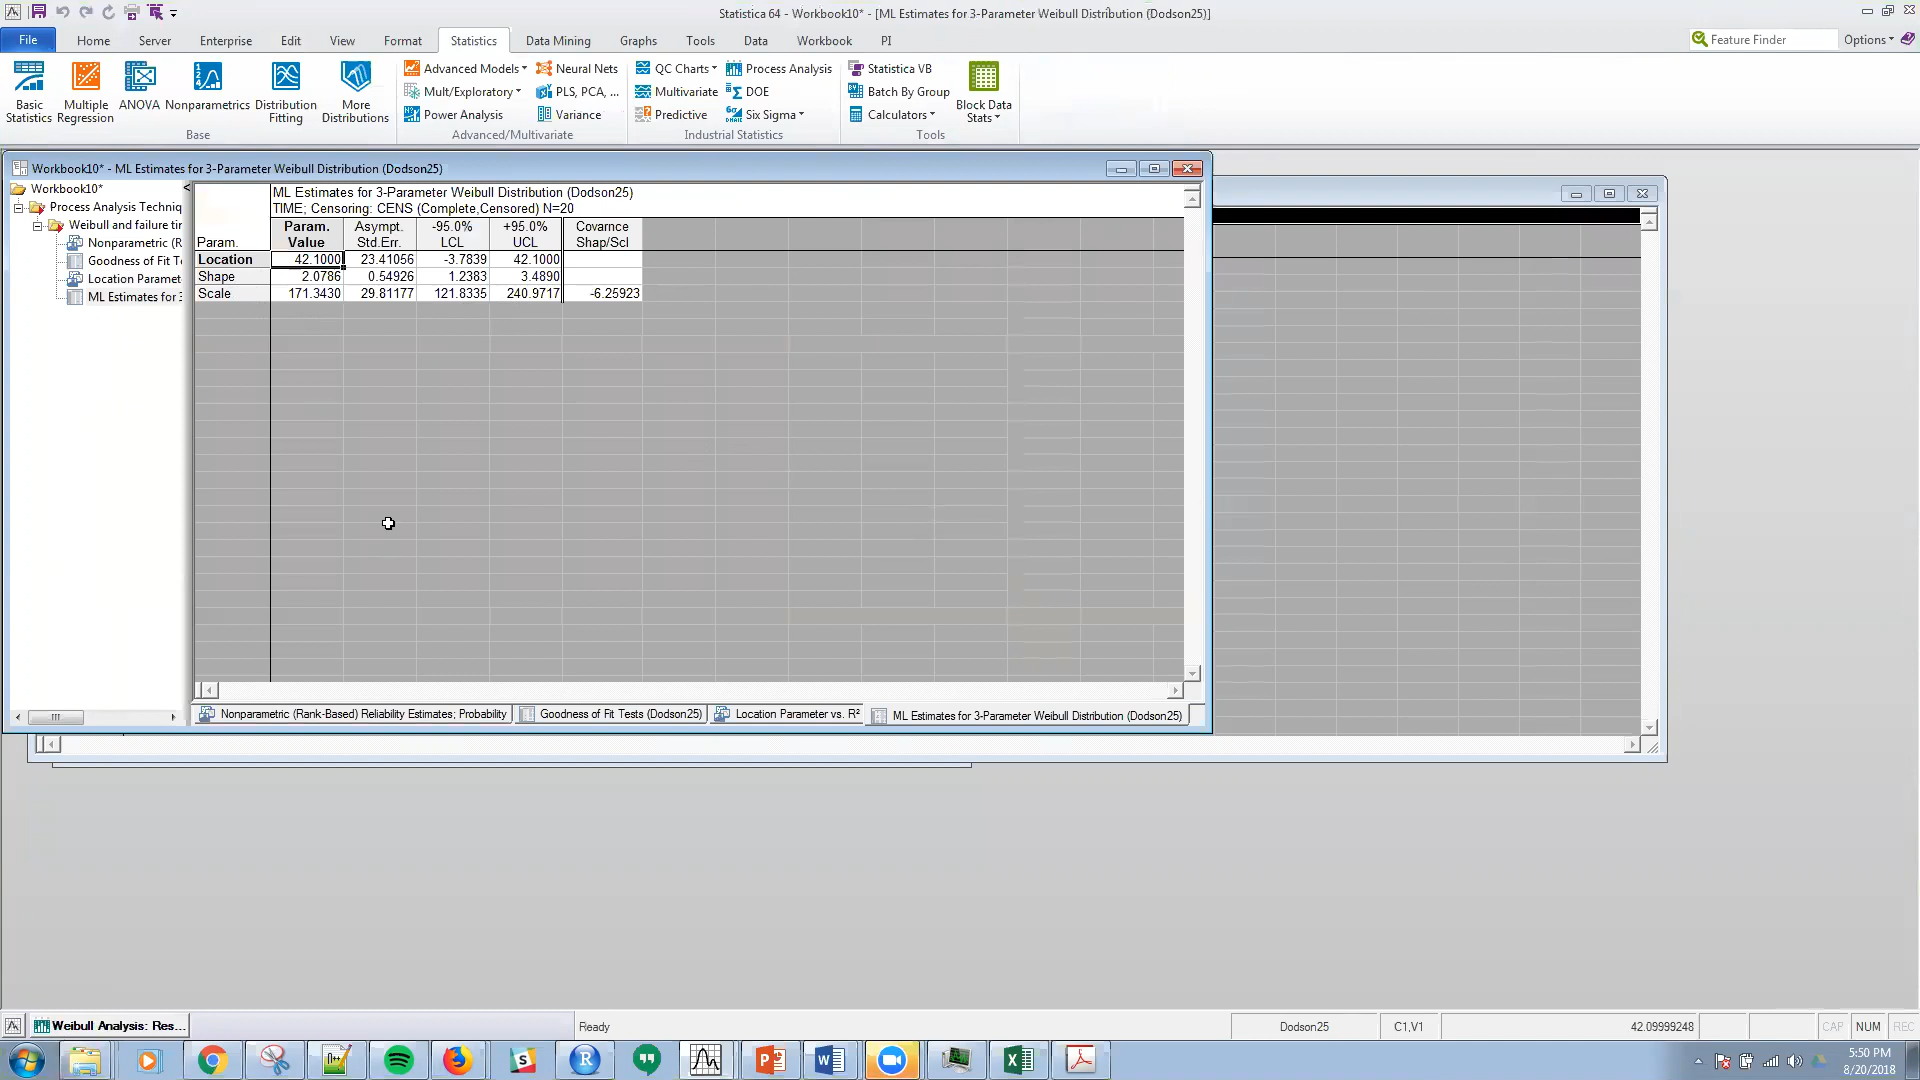 Statistica 64 - Workbook10* - [ML Estimates for 3-Parameter Weibull Distribution (Dodson25)]
File Home Server Enterprise Edit View Format Statistics Data Mining Graphs Tools Data Workbook PI Feature Finder Options
Basic Statistics
Multiple Regression
ANOVA
Nonparametrics
Distribution Fitting
More Distributions
Base
Advanced Models Neural Nets
Mult/Exploratory PLS, PCA, ...
Power Analysis Variance
Advanced/Multivariate
QC Charts Process Analysis
Multivariate DOE
Predictive Six Sigma
Industrial Statistics
Statistica VB
Batch By Group
Calculators
Block Data Stats
Tools
Workbook10* - ML Estimates for 3-Parameter Weibull Distribution (Dodson25)
Workbook10*
Process Analysis Techniq
Weibull and failure tir
Nonparametric (R
Goodness of Fit T
Location Paramet
ML Estimates for 3
ML Estimates for 3-Parameter Weibull Distribution (Dodson25)
TIME; Censoring: CENS (Complete,Censored) N=20
Param. Param. Value Asympt. Std.Err. -95.0% LCL +95.0% UCL Covarnce Shap/Scl
Location 42.1000 23.41056 -3.7839 42.1000
Shape 2.0786 0.54926 1.2383 3.4890
Scale 171.3430 29.81177 121.8335 240.9717 -6.25923
Nonparametric (Rank-Based) Reliability Estimates; Probability Goodness of Fit Tests (Dodson25) Location Parameter vs. R² ML Estimates for 3-Parameter Weibull Distribution (Dodson25)
Weibull Analysis: Res... Ready Dodson25 C1,V1 42.09999248 CAP NUM REC
5:50 PM
8/20/2018